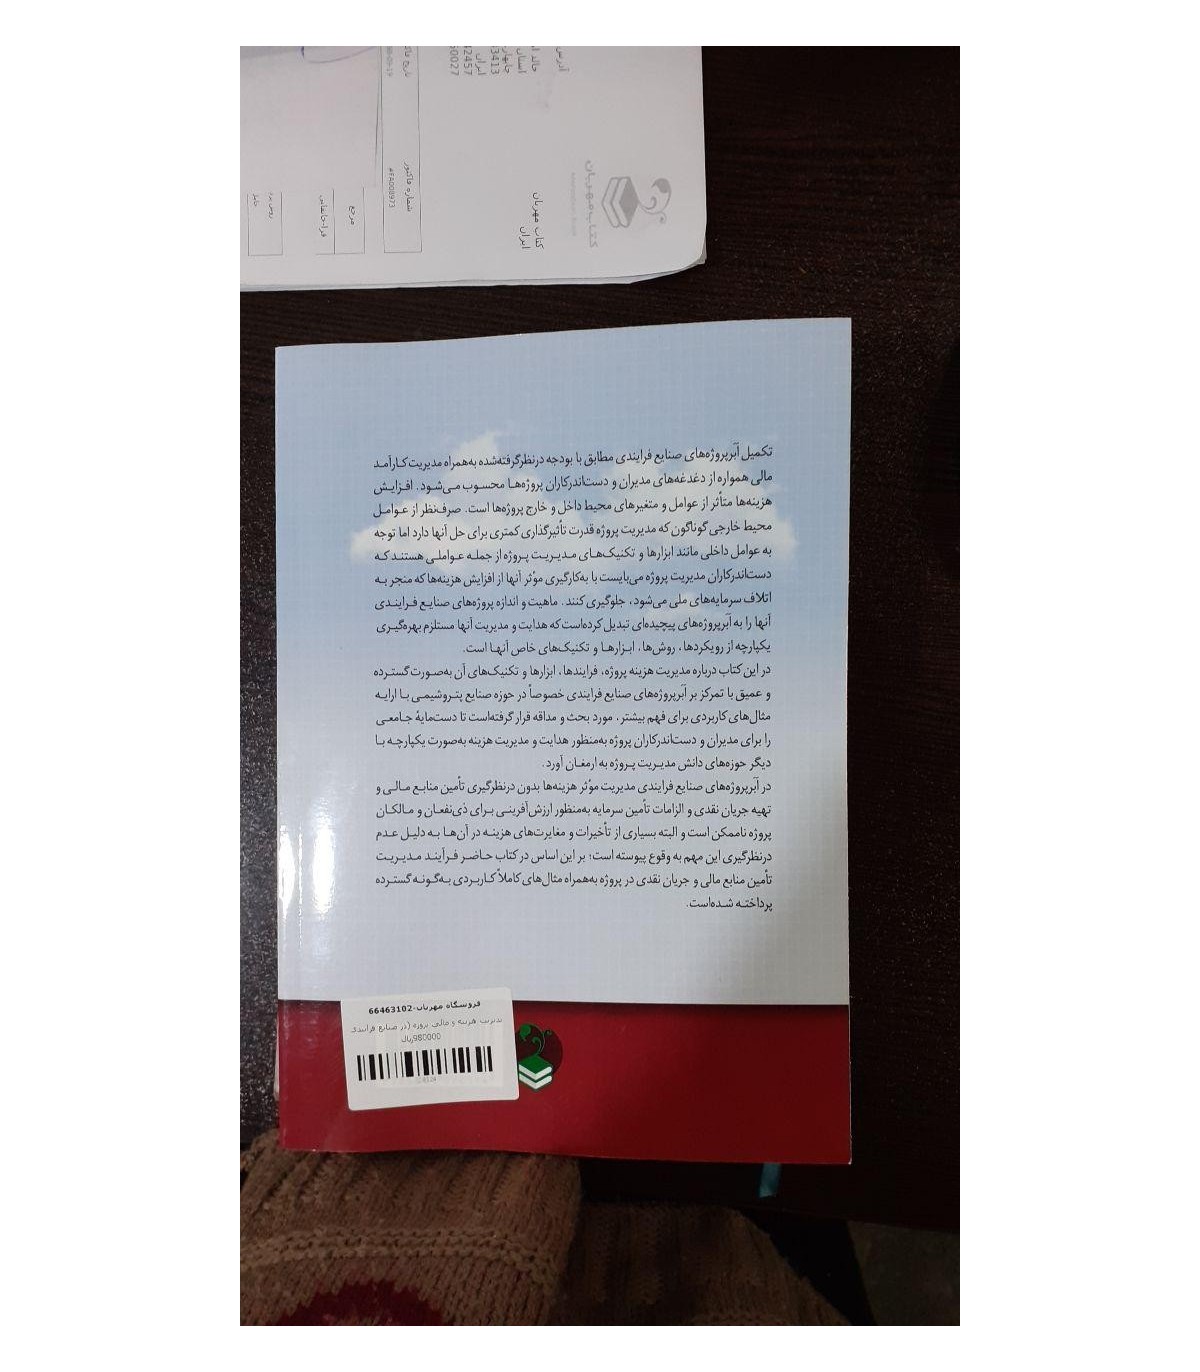 آدرس
3413
ایران
42457
50027
کتاب مهربان
کتاب مهربان
ایران
شماره فاکتور
#FA008973
مرجع
تکمیل اَبَرپروژه‌های صنایع فرایندی مطابق با بودجه درنظرگرفته‌شده به‌همراه مدیریت کارآمد
مالی همواره از دغدغه‌های مدیران و دست‌اندرکاران پروژه‌ها محسوب می‌شود. افزایش
هزینه‌ها متأثر از عوامل و متغیرهای محیط داخل و خارج پروژه‌ها است. صرف‌نظر از عوامل
محیط خارجی گوناگون که مدیریت پروژه قدرت تأثیرگذاری کمتری برای حل آنها دارد اما توجه
به عوامل داخلی مانند ابزارها و تکنیک‌های مدیریت پروژه از جمله عواملی هستند که
دست‌اندرکاران مدیریت پروژه می‌بایست با به‌کارگیری مؤثر آنها از افزایش هزینه‌ها که منجر به
اتلاف سرمایه‌های ملی می‌شود، جلوگیری کنند. ماهیت و اندازه پروژه‌های صنایع فرایندی
آنها را به اَبَرپروژه‌های پیچیده‌ای تبدیل کرده‌است که هدایت و مدیریت آنها مستلزم بهره‌گیری
یکپارچه از رویکردها، روش‌ها، ابزارها و تکنیک‌های خاص آنها است.
در این کتاب درباره مدیریت هزینه پروژه، فرایندها، ابزارها و تکنیک‌های آن به‌صورت گسترده
و عمیق با تمرکز بر اَبَرپروژه‌های صنایع فرایندی خصوصاً در حوزه صنایع پتروشیمی با ارایه
مثال‌های کاربردی برای فهم بیشتر، مورد بحث و مداقه قرار گرفته‌است تا دست‌مایهٔ جامعی
را برای مدیران و دست‌اندرکاران پروژه به‌منظور هدایت و مدیریت هزینه به‌صورت یکپارچه با
دیگر حوزه‌های دانش مدیریت پروژه به ارمغان آورد.
در اَبَرپروژه‌های صنایع فرایندی مدیریت مؤثر هزینه‌ها بدون درنظرگیری تأمین منابع مالی و
تهیه جریان نقدی و الزامات تأمین سرمایه به‌منظور ارزش‌آفرینی برای ذی‌نفعان و مالکان
پروژه ناممکن است و البته بسیاری از تأخیرات و مغایرت‌های هزینه در آن‌ها به دلیل عدم
درنظرگیری این مهم به وقوع پیوسته است؛ بر این اساس در کتاب حاضر فرآیند مدیریت
تأمین منابع مالی و جریان نقدی در پروژه به‌همراه مثال‌های کاملاً کاربردی به‌گونه گسترده
پرداخته شده‌است.
فروشگاه مهربان-66463102
مدیریت هزینه و مالی پروژه (در صنایع فرآیندی
980000ریال